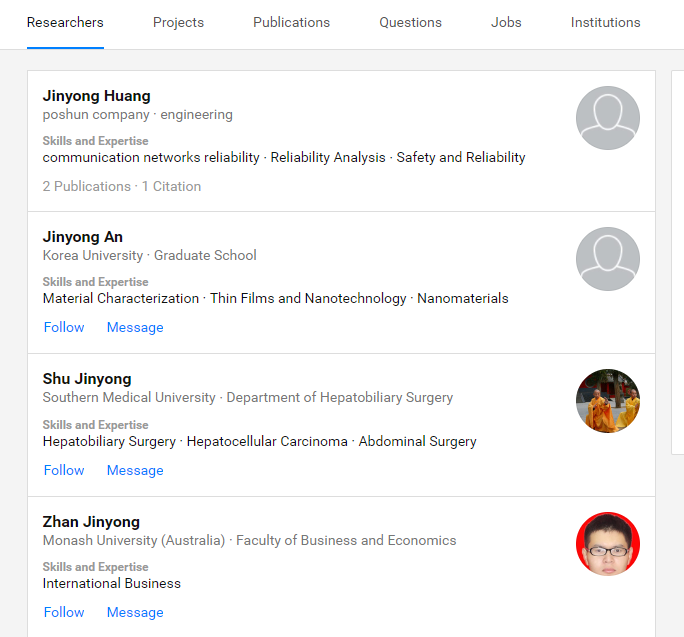 Researchers Projects Publications Questions Jobs Institutions
Jinyong Huang
poshun company · engineering
Skills and Expertise
communication networks reliability · Reliability Analysis · Safety and Reliability
2 Publications · 1 Citation
Jinyong An
Korea University · Graduate School
Skills and Expertise
Material Characterization · Thin Films and Nanotechnology · Nanomaterials
Follow Message
Shu Jinyong
Southern Medical University · Department of Hepatobiliary Surgery
Skills and Expertise
Hepatobiliary Surgery · Hepatocellular Carcinoma · Abdominal Surgery
Follow Message
Zhan Jinyong
Monash University (Australia) · Faculty of Business and Economics
Skills and Expertise
International Business
Follow Message